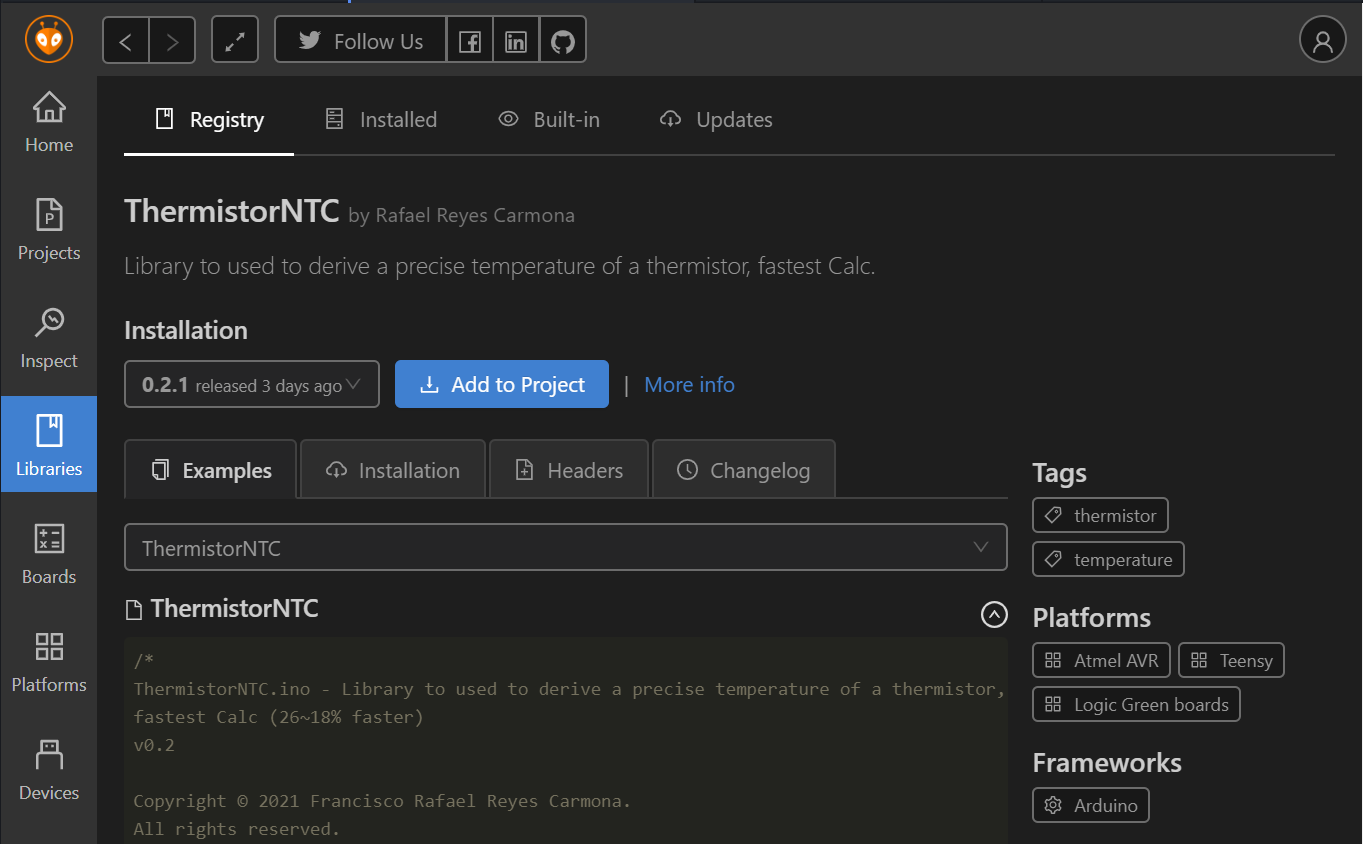 Follow Us
Home
Projects
Inspect
Libraries
Boards
Platforms
Devices
Registry
Installed
Built-in
Updates
ThermistorNTC by Rafael Reyes Carmona
Library to used to derive a precise temperature of a thermistor, fastest Calc.
Installation
0.2.1 released 3 days ago
Add to Project
| More info
Examples
Installation
Headers
Changelog
ThermistorNTC
ThermistorNTC
/*
ThermistorNTC.ino - Library to used to derive a precise temperature of a thermistor,
fastest Calc (26~18% faster)
v0.2
Copyright © 2021 Francisco Rafael Reyes Carmona.
All rights reserved.
Tags
thermistor
temperature
Platforms
Atmel AVR
Teensy
Logic Green boards
Frameworks
Arduino